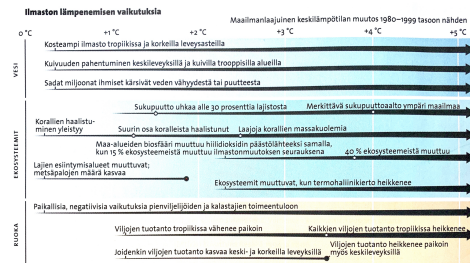 Ilmaston lämpenemisen vaikutuksia
Maailmanlaajuinen keskilämpötilan muutos 1980–1999 tasoon nähden
0 °C +1 °C +2 °C +3 °C +4 °C +5 °C
VESI
Kosteampi ilmasto tropiikissa ja korkeilla leveysasteilla
Kuivuuden pahentuminen keskileveyksillä ja kuivilla trooppisilla alueilla
Sadat miljoonat ihmiset kärsivät veden vähyydestä tai puutteesta
EKOSYSTEEMIT
Sukupuutto uhkaa alle 30 prosenttia lajistosta
Merkittävä sukupuuttoaalto ympäri maailmaa
Korallien haalistu-
minen yleistyy
Suurin osa koralleista haalistunut
Laajoja korallien massakuolemia
Maa-alueiden biosfääri muuttuu hiilidioksidin päästölähteeksi samalla,
kun 15 % ekosysteemeistä muuttuu ilmastonmuutoksen seurauksena
40 % ekosysteemeistä muuttuu
Lajien esiintymisalueet muuttuvat;
metsäpalojen määrä kasvaa
Ekosysteemit muuttuvat, kun termohaliinikierto heikkenee
RUOKA
Paikallisia, negatiivisia vaikutuksia pienviljelijöiden ja kalastajien toimeentuloon
Viljojen tuotanto tropiikissa vähenee paikoin
Kaikkien viljojen tuotanto tropiikissa heikkenee
Joidenkin viljojen tuotanto kasvaa keski- ja korkeilla leveyksillä
Viljojen tuotanto heikkenee paikoin
myös keskileveyksillä